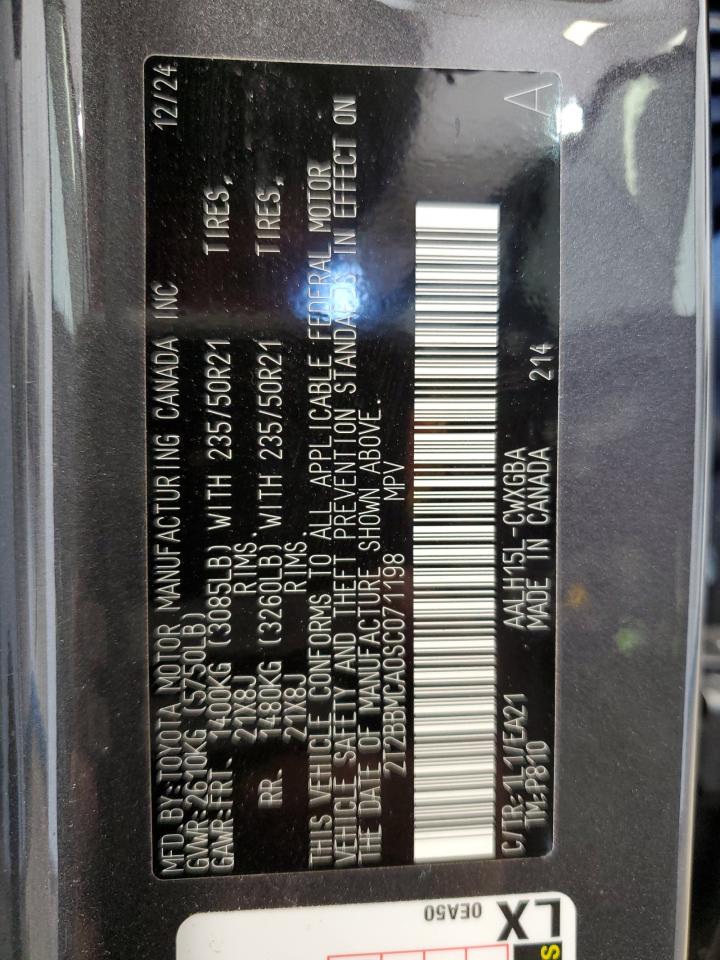 MFD.BY:TOYOTA MOTOR MANUFACTURING CANADA INC. 12/24
GVWR:2610KG(5750LB)
GAWR:FRT. 1400KG (3085LB) WITH 235/50R21 TIRES,
21X8J RIMS.
RR. 1480KG (3260LB) WITH 235/50R21 TIRES,
21X8J RIMS.
THIS VEHICLE CONFORMS TO ALL APPLICABLE FEDERAL MOTOR
VEHICLE SAFETY AND THEFT PREVENTION STANDARDS IN EFFECT ON
THE DATE OF MANUFACTURE SHOWN ABOVE.
2T2BBMCA0SC071198 MPV
A
C/TR:1L1/EA21 AALH15L-CWXGBA
TM:P810 MADE IN CANADA 214
0EA50
LX
S